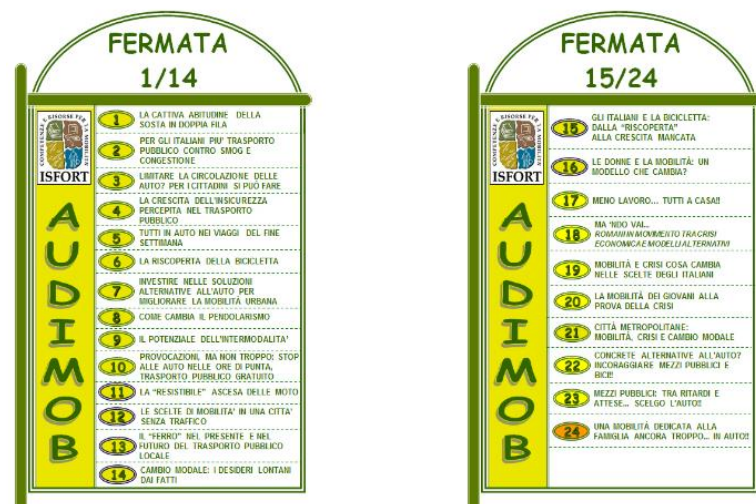 FERMATA
1/14
COMPETENZE E RISORSE PER LA MOBILITÀ
ISFORT
AUDIMOB
1 LA CATTIVA ABITUDINE DELLA
SOSTA IN DOPPIA FILA
2 PER GLI ITALIANI PIU' TRASPORTO
PUBBLICO CONTRO SMOG E
CONGESTIONE
3 LIMITARE LA CIRCOLAZIONE DELLE
AUTO? PER I CITTADINI SI PUÒ FARE
4 LA CRESCITA DELL'INSICUREZZA
PERCEPITA NEL TRASPORTO
PUBBLICO
5 TUTTI IN AUTO NEI VIAGGI DEL FINE
SETTIMANA
6 LA RISCOPERTA DELLA BICICLETTA
7 INVESTIRE NELLE SOLUZIONI
ALTERNATIVE ALL'AUTO PER
MIGLIORARE LA MOBILITÀ URBANA
8 COME CAMBIA IL PENDOLARISMO
9 IL POTENZIALE DELL'INTERMODALITA'
10 PROVOCAZIONI, MA NON TROPPO: STOP
ALLE AUTO NELLE ORE DI PUNTA,
TRASPORTO PUBBLICO GRATUITO
11 LA "RESISTIBILE" ASCESA DELLE MOTO
12 LE SCELTE DI MOBILITA' IN UNA CITTA'
SENZA TRAFFICO
13 IL "FERRO" NEL PRESENTE E NEL
FUTURO DEL TRASPORTO PUBBLICO
LOCALE
14 CAMBIO MODALE: I DESIDERI LONTANI
DAI FATTI
FERMATA
15/24
COMPETENZE E RISORSE PER LA MOBILITÀ
ISFORT
AUDIMOB
15 GLI ITALIANI E LA BICICLETTA:
DALLA "RISCOPERTA"
ALLA CRESCITA MANCATA
16 LE DONNE E LA MOBILITÀ: UN
MODELLO CHE CAMBIA?
17 MENO LAVORO... TUTTI A CASA!!
18 MA 'NDO VAI...
ROMANI IN MOVIMENTO TRA CRISI
ECONOMICA E MODELLI ALTERNATIVI
19 MOBILITÀ E CRISI COSA CAMBIA
NELLE SCELTE DEGLI ITALIANI
20 LA MOBILITÀ DEI GIOVANI ALLA
PROVA DELLA CRISI
21 CITTÀ METROPOLITANE:
MOBILITÀ, CRISI E CAMBIO MODALE
22 CONCRETE ALTERNATIVE ALL'AUTO?
INCORAGGIARE MEZZI PUBBLICI E
BICI!!
23 MEZZI PUBBLICI: TRA RITARDI E
ATTESE... SCELGO L'AUTO!!
24 UNA MOBILITÀ DEDICATA ALLA
FAMIGLIA ANCORA TROPPO... IN AUTO!!